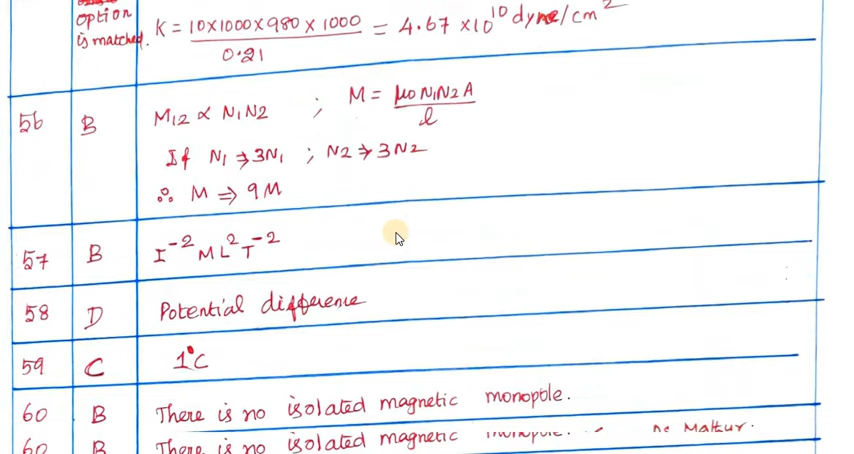 option
is matched. K = 10×1000×980×1000 / 0.21 = 4.67 ×10^10 dyne/cm^2
56 B M12 ∝ N1N2 ; M = μ0N1N2A / l
If N1→3N1 ; N2→3N2
∴ M ⇒ 9M
57 B I^-2 M L^2 T^-2
58 D Potential difference
59 C 1°C
60 B There is no isolated magnetic monopole.
60 B There is no isolated magnetic